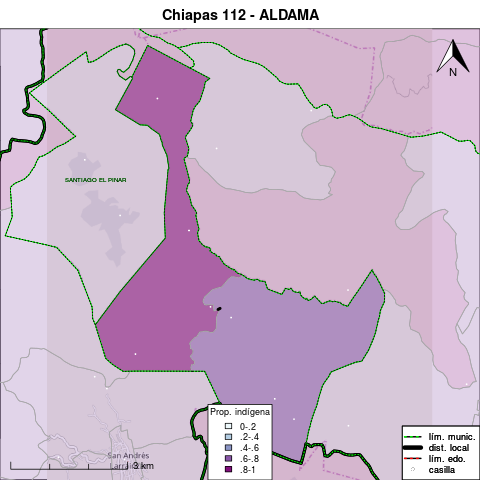 Chiapas 112 - ALDAMA
N
SANTIAGO EL PINAR
San Andrés
Larráinzar
3 km
Prop. indígena
0-.2
.2-.4
.4-.6
.6-.8
.8-1
lím. munic.
dist. local
lím. edo.
casilla